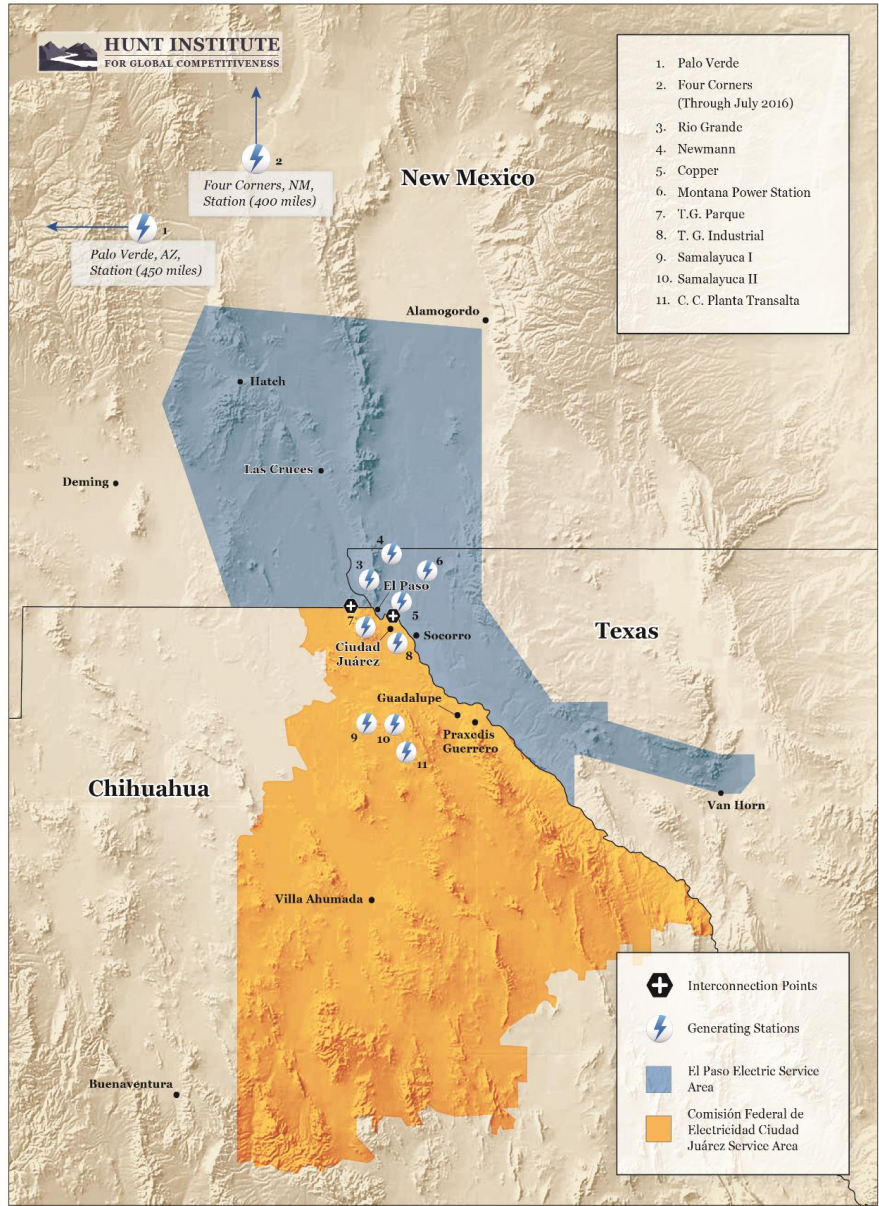 HUNT INSTITUTE
FOR GLOBAL COMPETITIVENESS
1. Palo Verde
2. Four Corners
(Through July 2016)
3. Rio Grande
4. Newmann
5. Copper
6. Montana Power Station
7. T.G. Parque
8. T. G. Industrial
9. Samalayuca I
10. Samalayuca II
11. C. C. Planta Transalta
2
Four Corners, NM,
Station (400 miles)
New Mexico
1
Palo Verde, AZ,
Station (450 miles)
Alamogordo
Hatch
Las Cruces
Deming
4
3
6
El Paso
5
7
Ciudad
Juárez
8
Socorro
Texas
Guadalupe
Praxedis
Guerrero
9
10
11
Chihuahua
Van Horn
Villa Ahumada
Buenaventura
Interconnection Points
Generating Stations
El Paso Electric Service
Area
Comisión Federal de
Electricidad Ciudad
Juárez Service Area